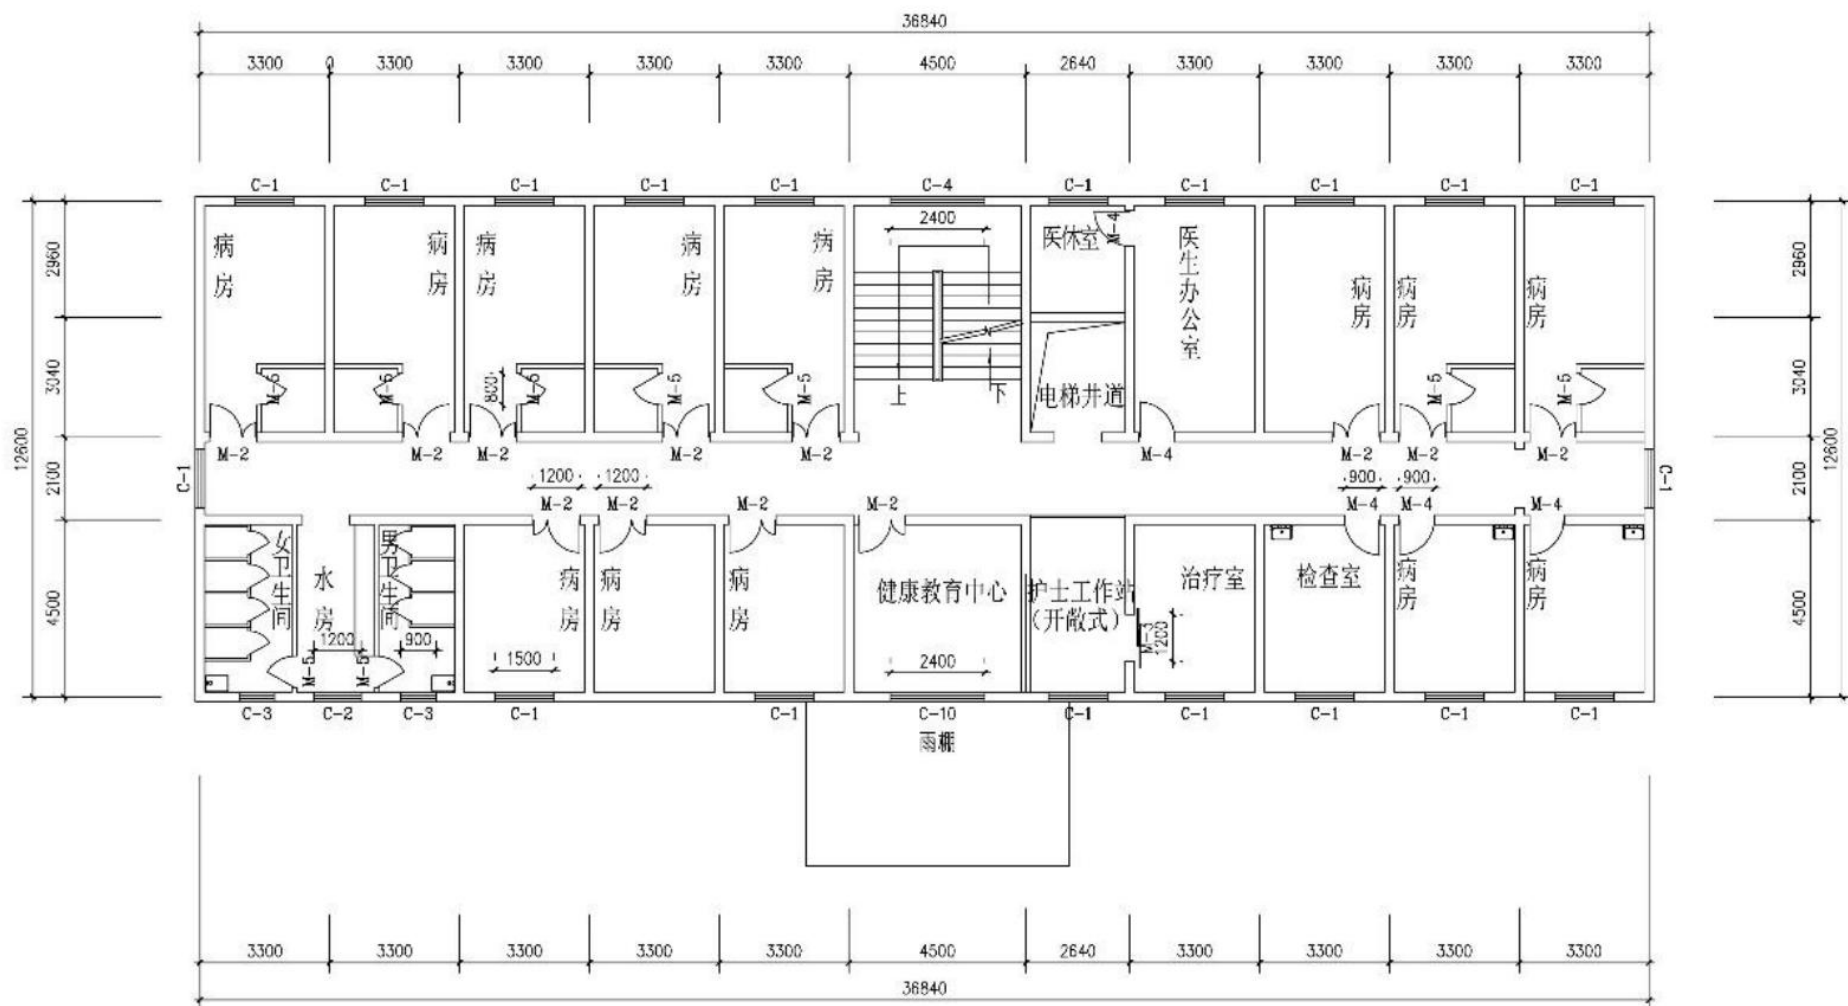 36840
3300 0 3300 3300 3300 3300 4500 2640 3300 3300 3300 3300
C-1 C-1 C-1 C-1 C-1 C-4 C-1 C-1 C-1 C-1 C-1
2400
M-4
病房 病房 病房 病房 病房 医休室 医生办公室 病房 病房 病房
2960 2960
3040 3040
12600 12600
2100 2100
4500 4500
M-5 M-5 800 M-5 M-5 M-5 上 下 电梯井道 M-5 M-5
M-2 M-2 M-2 M-2 M-2 M-4 M-2 M-2 M-2
C-1 1200 1200 900 900 C-1
M-2 M-2 M-2 M-2 M-4 M-4 M-4
女卫生间 水房 男卫生间 病房 病房 病房 健康教育中心 护士工作站 治疗室 检查室 病房 病房
（开敞式）
1200 900 M-3 1200
M-5 M-5 1500 2400
C-3 C-2 C-3 C-1 C-1 C-10 C-1 C-1 C-1 C-1 C-1
雨棚
3300 3300 3300 3300 3300 4500 2640 3300 3300 3300 3300
36840